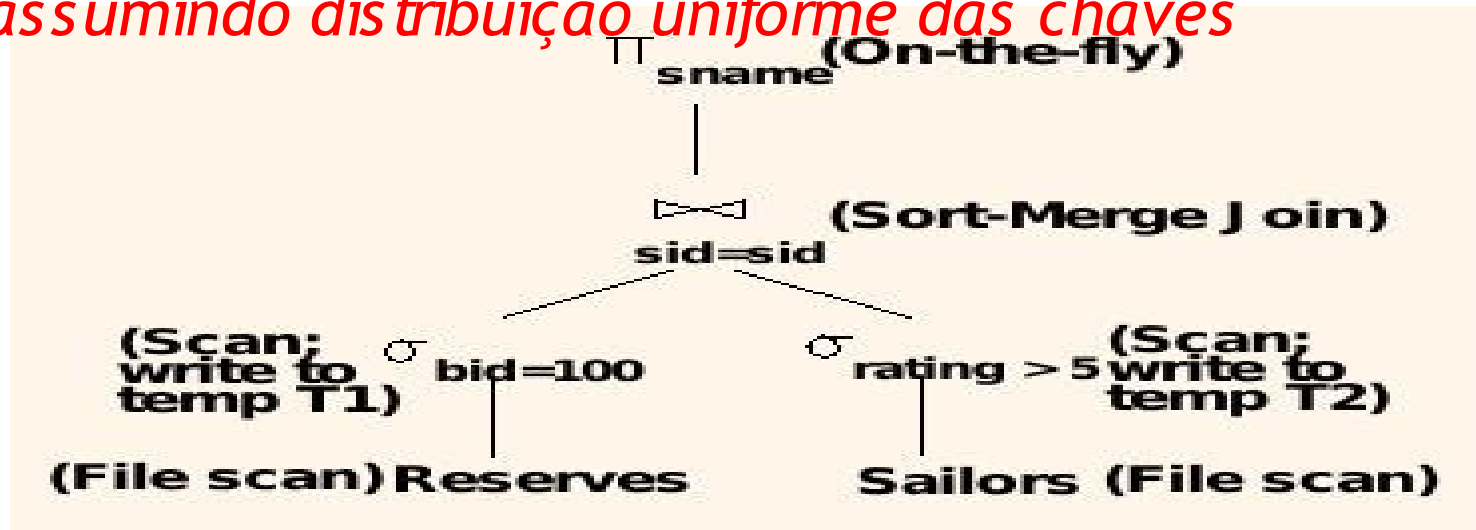 assumindo distribuição uniforme das chaves
π sname (On-the-fly)
⋈ sid=sid (Sort-Merge Join)
(Scan;
write to
temp T1)
σ bid=100
σ rating > 5
(Scan;
write to
temp T2)
(File scan) Reserves
Sailors (File scan)